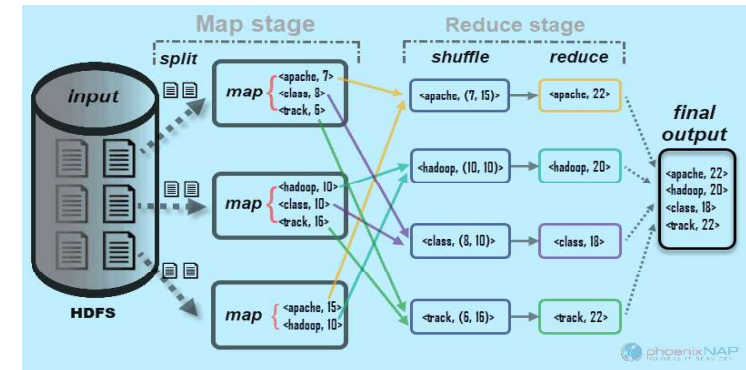 Map stage
Reduce stage
split
shuffle
reduce
input
HDFS
map
<apache, 7>
<class, 8>
<track, 6>
map
<hadoop, 10>
<class, 10>
<track, 16>
map
<apache, 15>
<hadoop, 10>
<apache, (7, 15)>
<apache, 22>
<hadoop, (10, 10)>
<hadoop, 20>
<class, (8, 10)>
<class, 18>
<track, (6, 16)>
<track, 22>
final
output
<apache, 22>
<hadoop, 20>
<class, 18>
<track, 22>
phoenixNAP
GLOBAL IT SERVICES